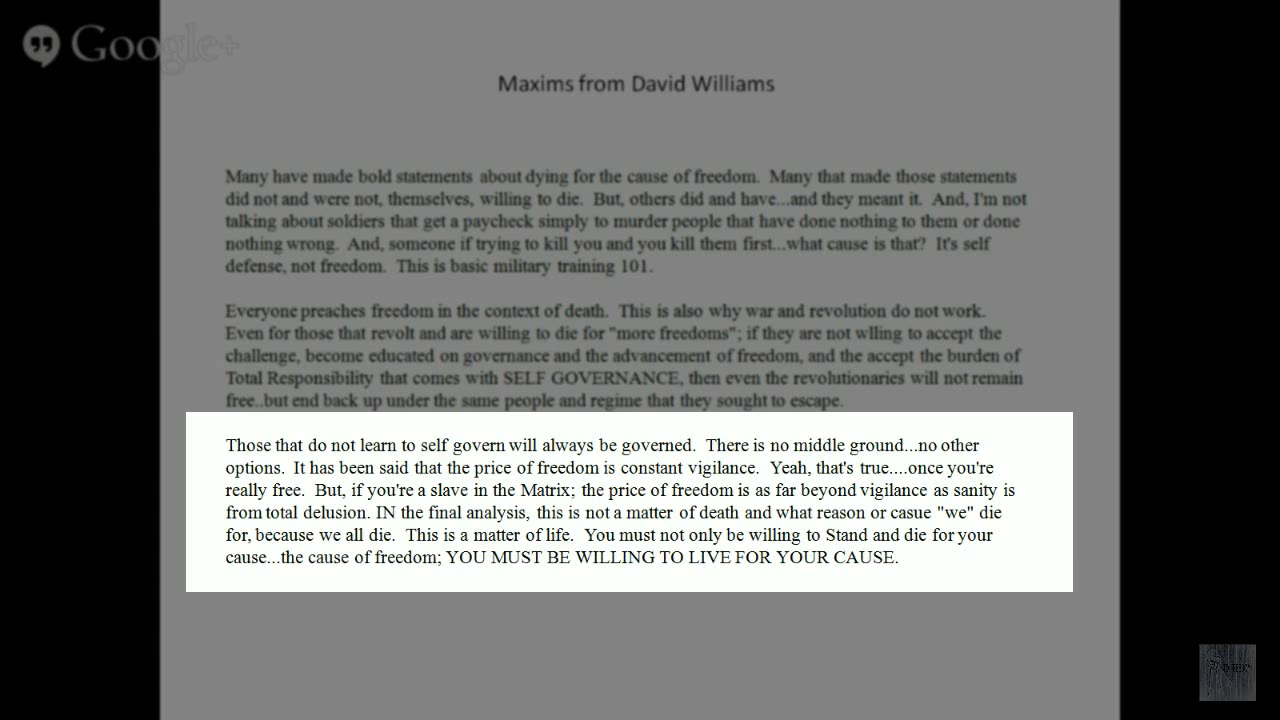 Google+
Maxims from David Williams
Many have made bold statements about dying for the cause of freedom. Many that made those statements
did not and were not, themselves, willing to die. But, others did and have...and they meant it. And, I'm not
talking about soldiers that get a paycheck simply to murder people that have done nothing to them or done
nothing wrong. And, someone if trying to kill you and you kill them first...what cause is that? It's self
defense, not freedom. This is basic military training 101.
Everyone preaches freedom in the context of death. This is also why war and revolution do not work.
Even for those that revolt and are willing to die for "more freedoms"; if they are not wlling to accept the
challenge, become educated on governance and the advancement of freedom, and the accept the burden of
Total Responsibility that comes with SELF GOVERNANCE, then even the revolutionaries will not remain
free..but end back up under the same people and regime that they sought to escape.
Those that do not learn to self govern will always be governed. There is no middle ground...no other
options. It has been said that the price of freedom is constant vigilance. Yeah, that's true....once you're
really free. But, if you're a slave in the Matrix; the price of freedom is as far beyond vigilance as sanity is
from total delusion. IN the final analysis, this is not a matter of death and what reason or casue "we" die
for, because we all die. This is a matter of life. You must not only be willing to Stand and die for your
cause...the cause of freedom; YOU MUST BE WILLING TO LIVE FOR YOUR CAUSE.